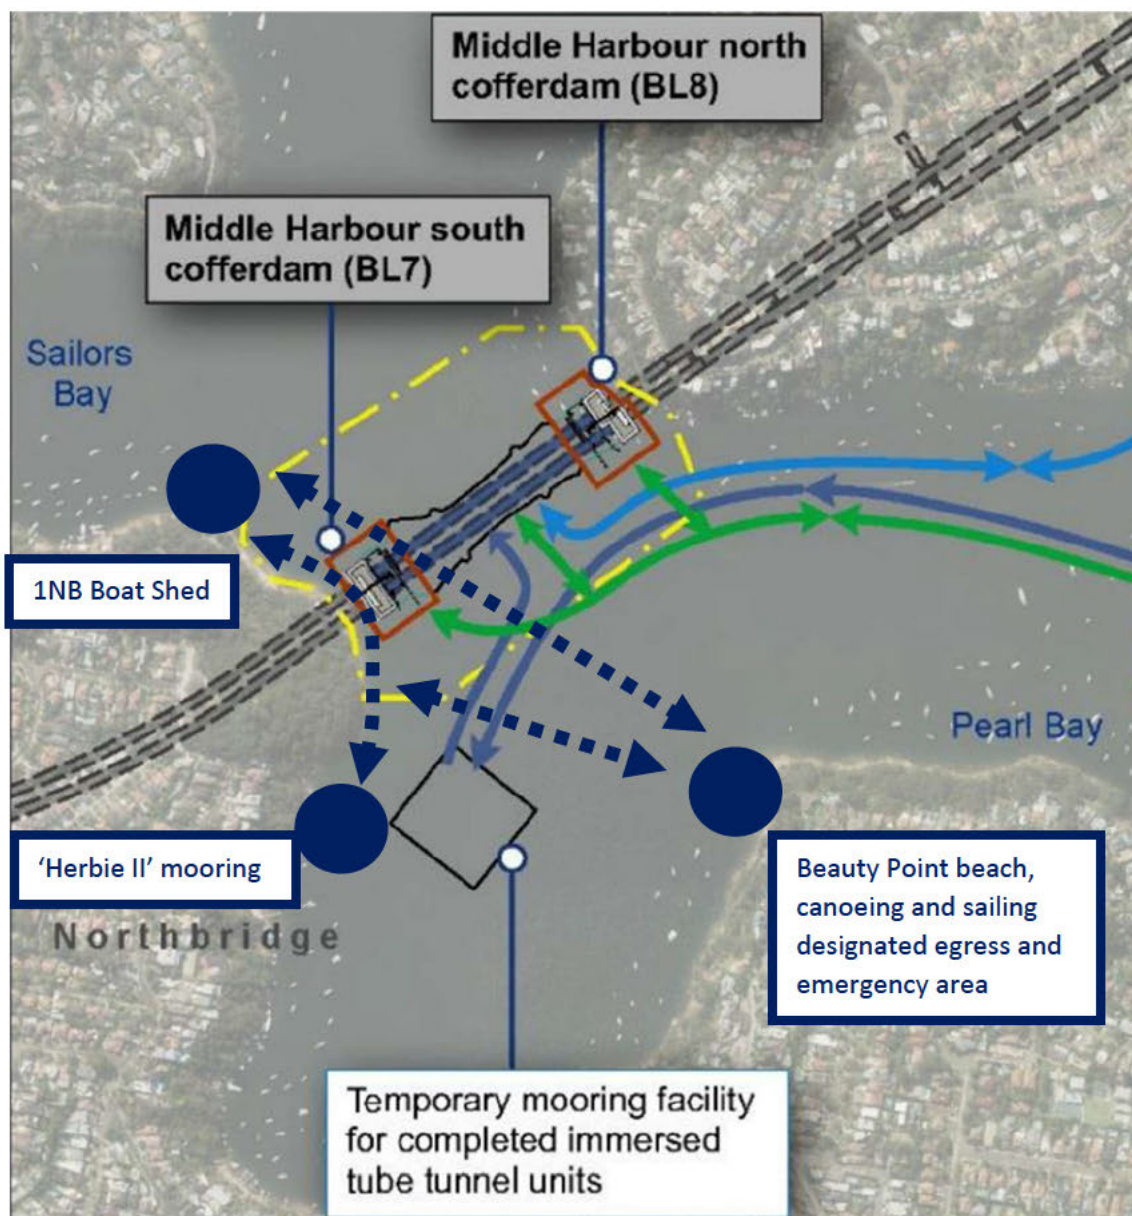 Middle Harbour north
cofferdam (BL8)
Middle Harbour south
cofferdam (BL7)
Sailors
Bay
1NB Boat Shed
Pearl Bay
‘Herbie II’ mooring
Northbridge
Beauty Point beach,
canoeing and sailing
designated egress and
emergency area
Temporary mooring facility
for completed immersed
tube tunnel units